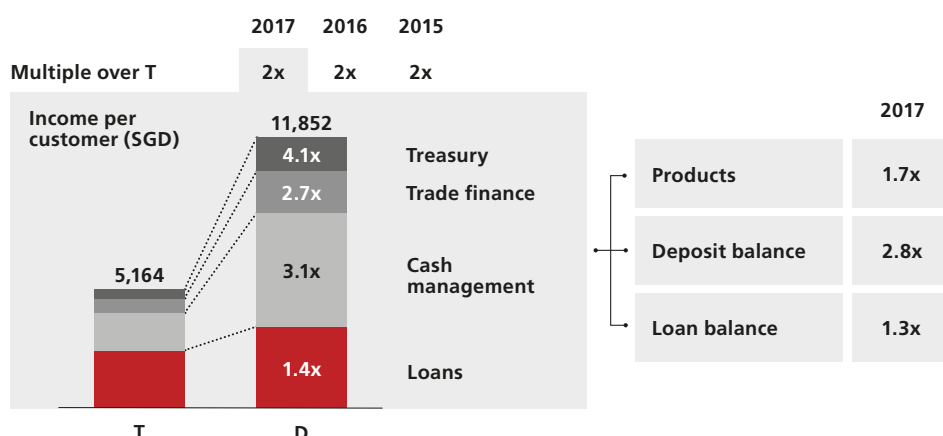 2017 2016 2015
Multiple over T 2x 2x 2x
Income per
customer (SGD)
11,852
4.1x Treasury
2.7x Trade finance
5,164
3.1x Cash
management
1.4x Loans
T D
2017
Products 1.7x
Deposit balance 2.8x
Loan balance 1.3x